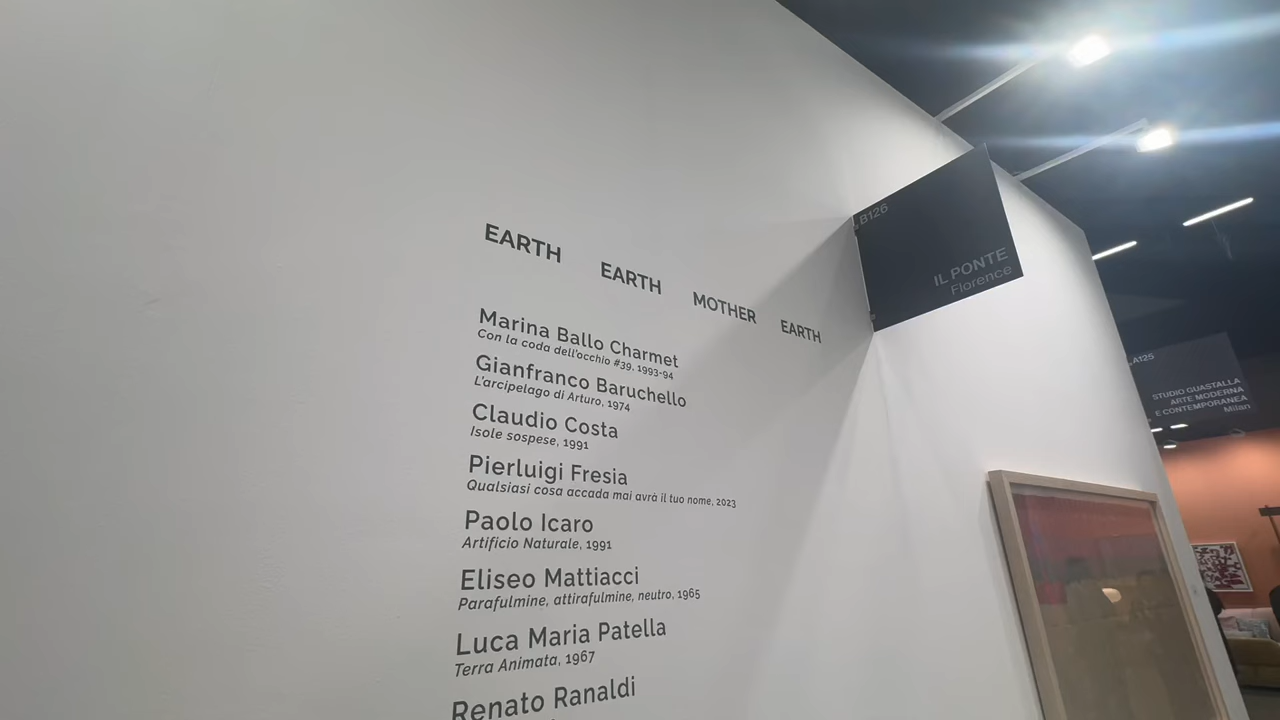 EARTH EARTH MOTHER EARTH
Marina Ballo Charmet
Con la coda dell'occhio #39, 1993-94
Gianfranco Baruchello
L'arcipelago di Arturo, 1974
Claudio Costa
Isole sospese, 1991
Pierluigi Fresia
Qualsiasi cosa accada mai avrà il tuo nome, 2023
Paolo Icaro
Artificio Naturale, 1991
Eliseo Mattiacci
Parafulmine, attirafulmine, neutro, 1965
Luca Maria Patella
Terra Animata, 1967
Renato Ranaldi
B126
IL PONTE
Florence
A125
STUDIO GUASTALLA
ARTE MODERNA
E CONTEMPORANEA
Milan